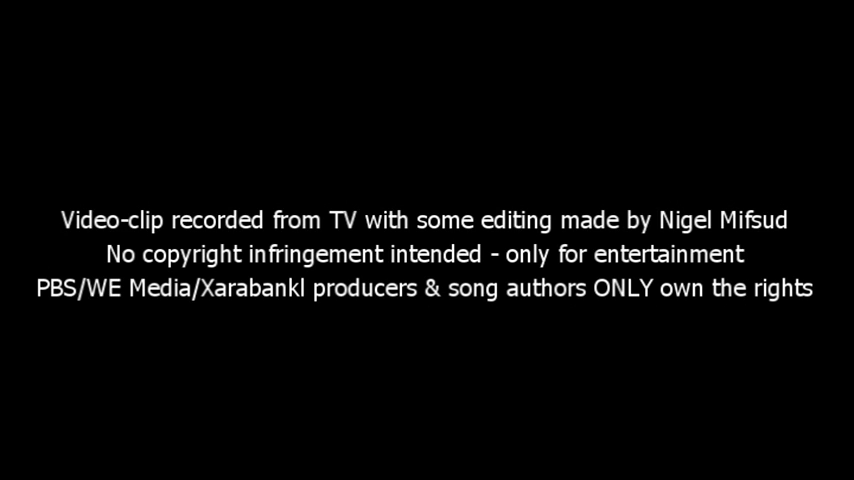 Video-clip recorded from TV with some editing made by Nigel Mifsud
No copyright infringement intended - only for entertainment
PBS/WE Media/Xarabankl producers & song authors ONLY own the rights